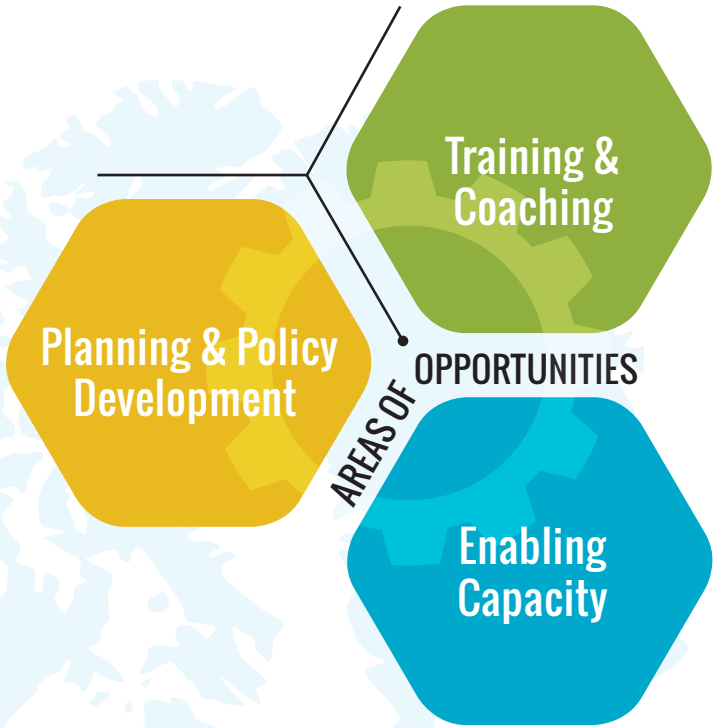 Training &
Coaching
Planning & Policy
Development
AREAS OF
OPPORTUNITIES
Enabling
Capacity